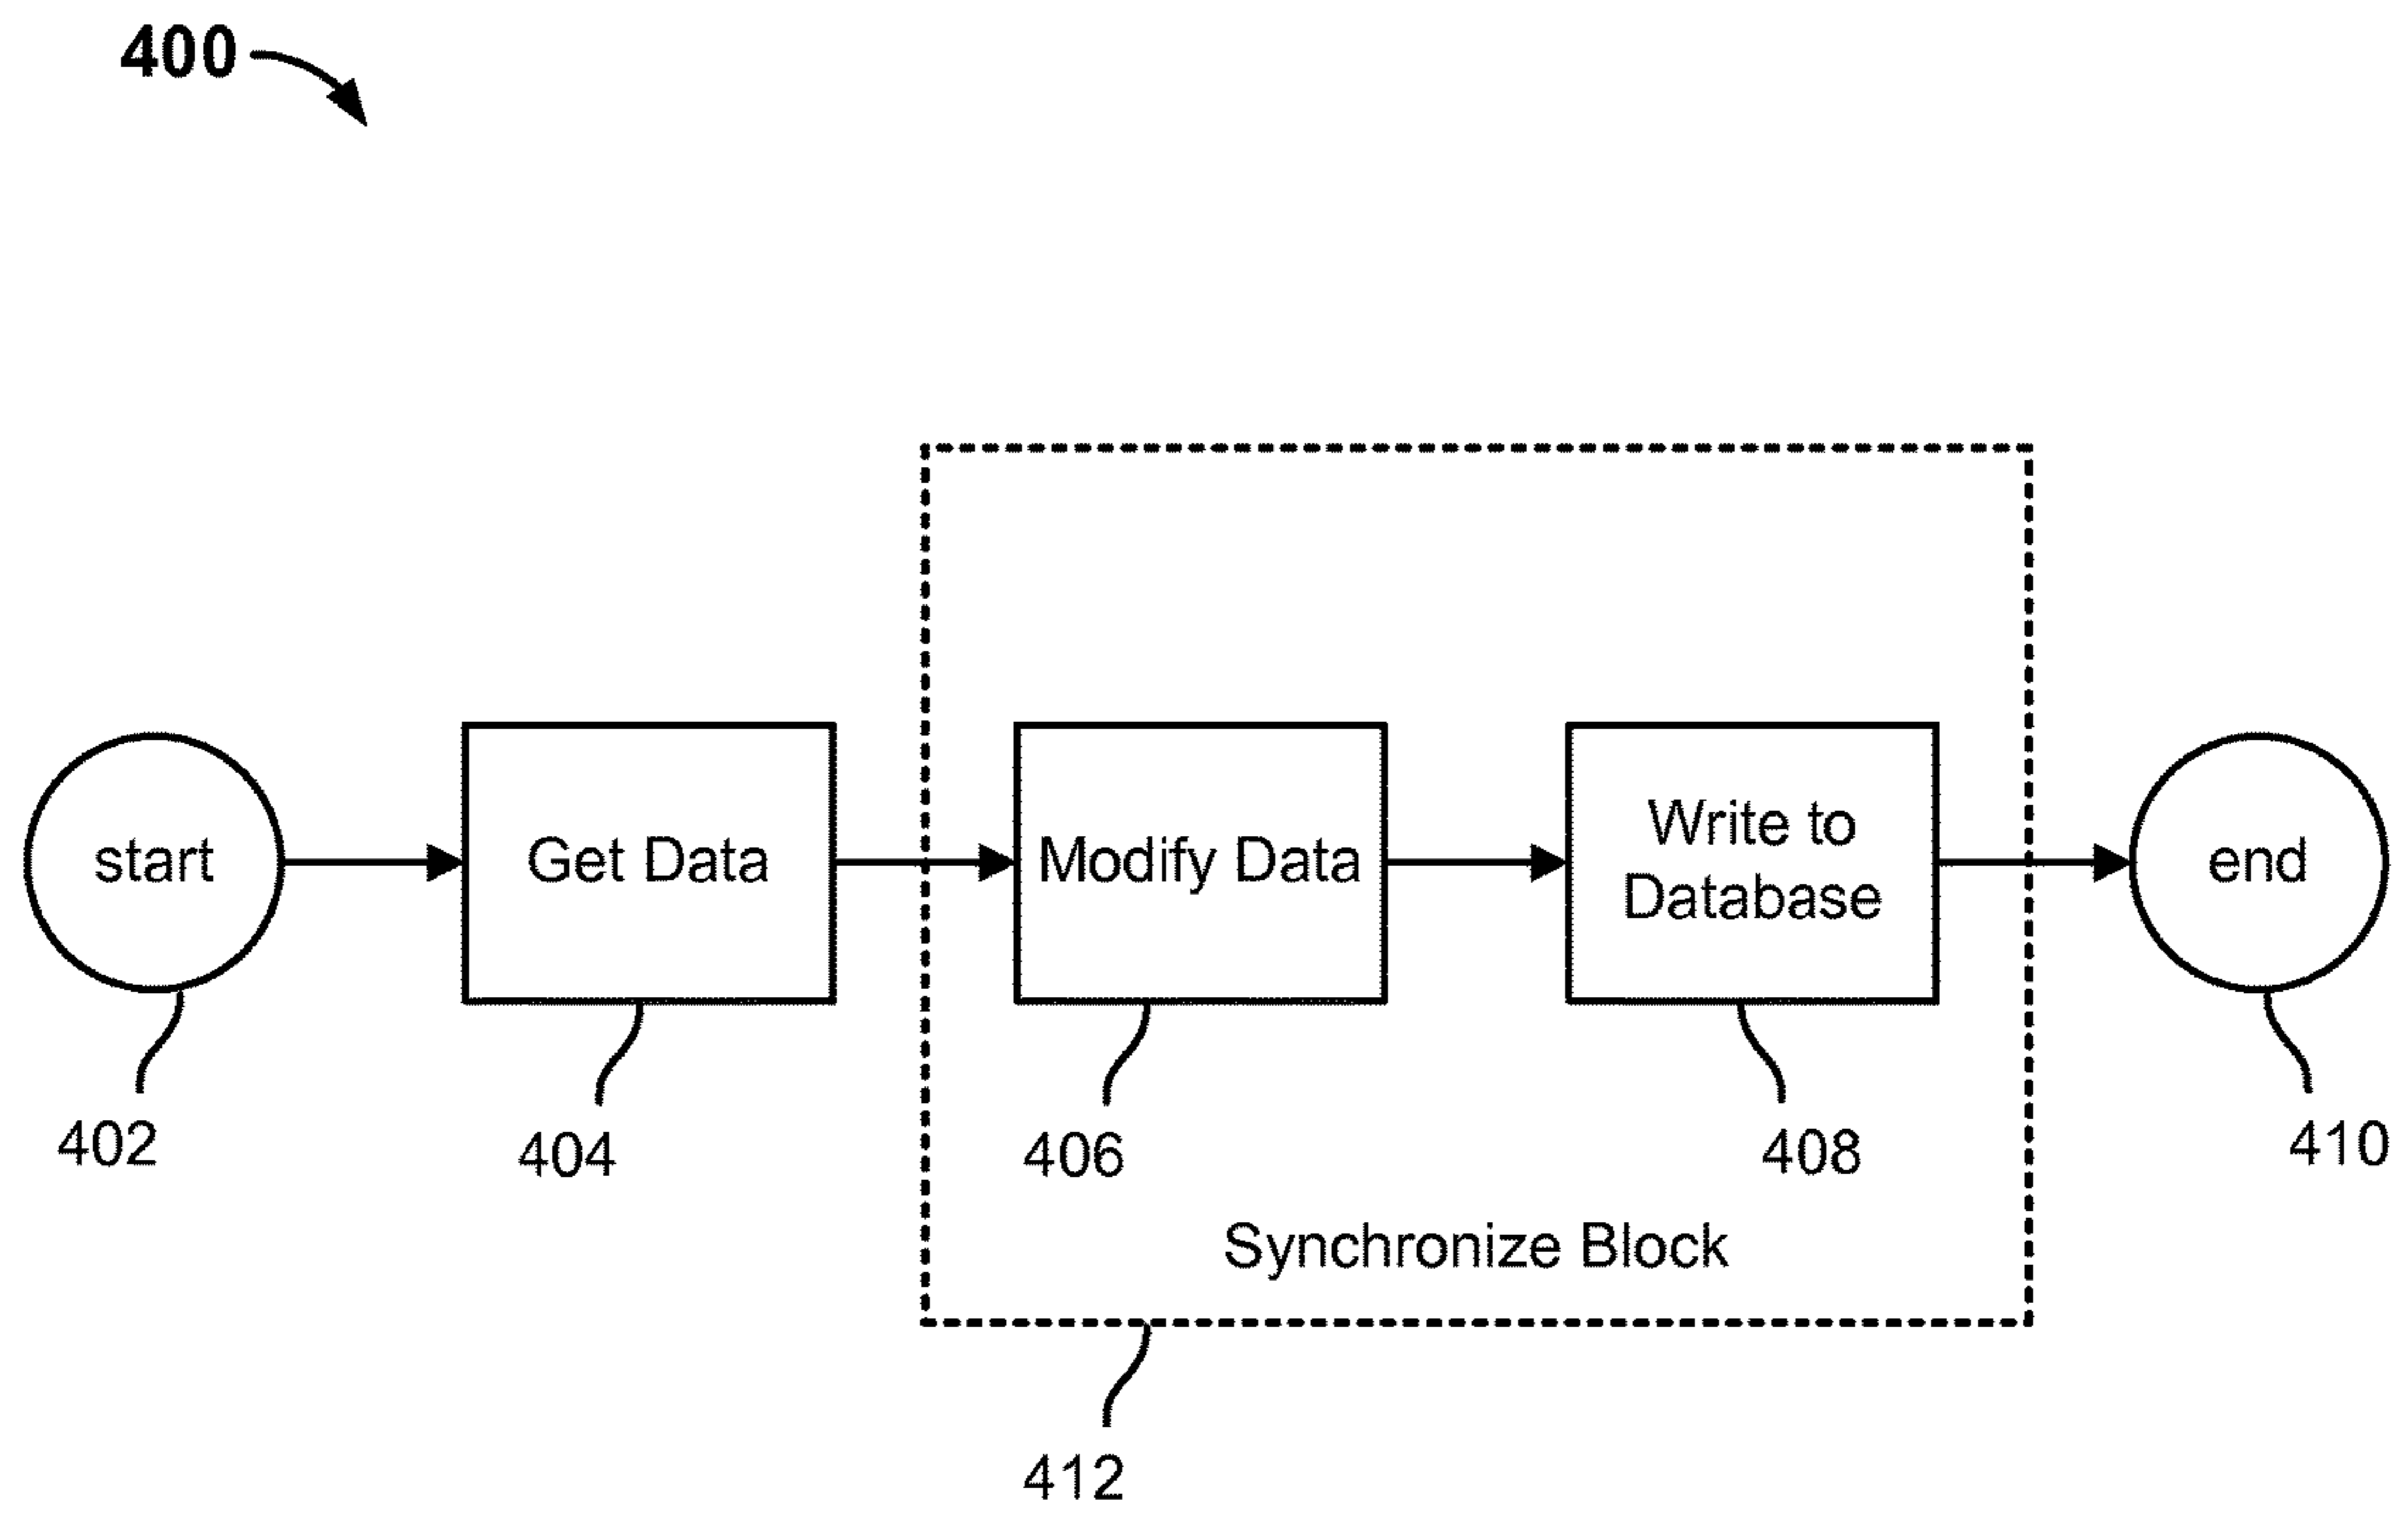 400
start
Get Data
Modify Data
Write to
Database
end
402
404
406
408
410
Synchronize Block
412